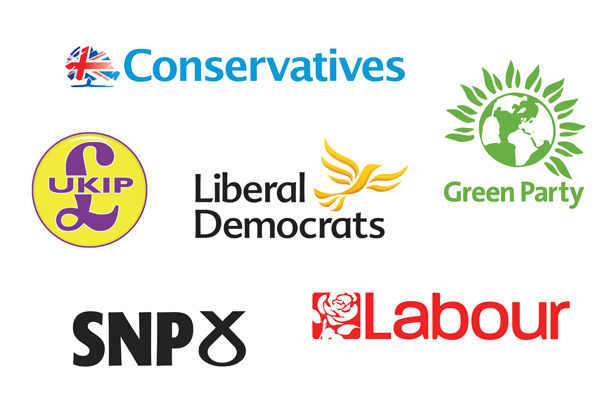 Conservatives
£
UKIP
Liberal
Democrats
Green Party
SNP
Labour